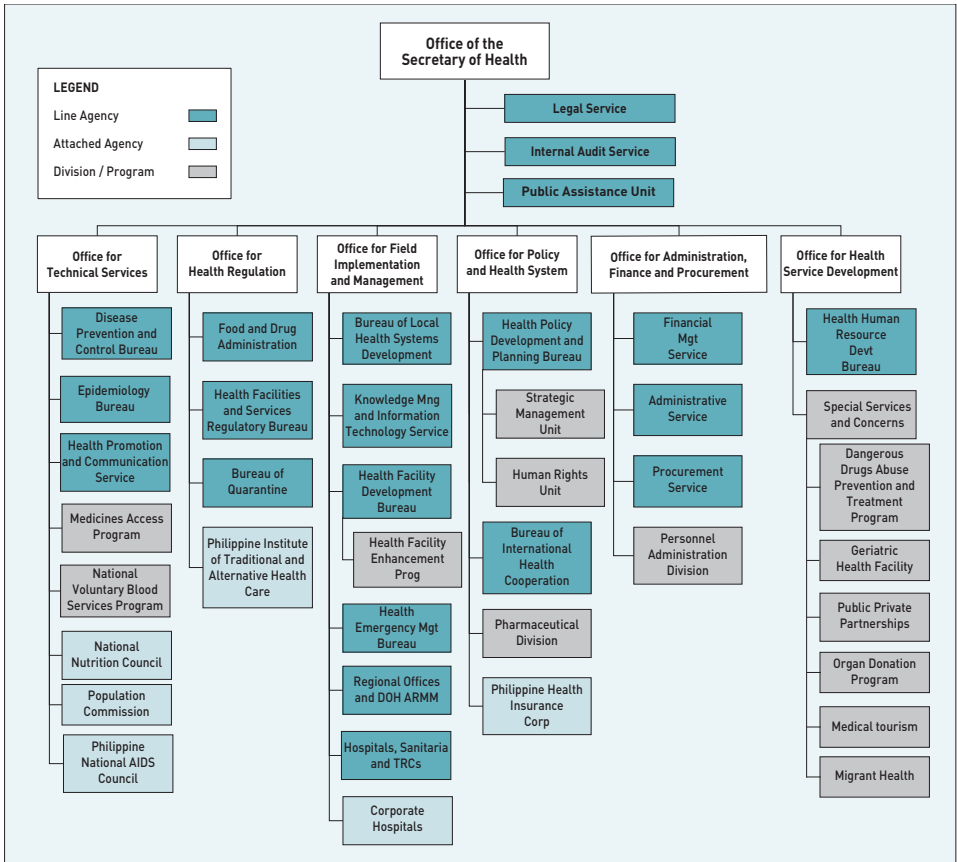 Office of the
Secretary of Health
LEGEND
Line Agency
Attached Agency
Division / Program
Legal Service
Internal Audit Service
Public Assistance Unit
Office for
Technical Services
Disease
Prevention and
Control Bureau
Epidemiology
Bureau
Health Promotion
and Communication
Service
Medicines Access
Program
National
Voluntary Blood
Services Program
National
Nutrition Council
Population
Commission
Philippine
National AIDS
Council
Office for
Health Regulation
Food and Drug
Administration
Health Facilities
and Services
Regulatory Bureau
Bureau of
Quarantine
Philippine Institute
of Traditional and
Alternative Health
Care
Office for Field
Implementation
and Management
Bureau of Local
Health Systems
Development
Knowledge Mng
and Information
Technology Service
Health Facility
Development
Bureau
Health Facility
Enhancement
Prog
Health
Emergency Mgt
Bureau
Regional Offices
and DOH ARMM
Hospitals, Sanitaria
and TRCs
Corporate
Hospitals
Office for Policy
and Health System
Health Policy
Development and
Planning Bureau
Strategic
Management
Unit
Human Rights
Unit
Bureau of
International
Health
Cooperation
Pharmaceutical
Division
Philippine Health
Insurance
Corp
Office for Administration,
Finance and Procurement
Financial
Mgt
Service
Administrative
Service
Procurement
Service
Personnel
Administration
Division
Office for Health
Service Development
Health Human
Resource
Devt
Bureau
Special Services
and Concerns
Dangerous
Drugs Abuse
Prevention and
Treatment
Program
Geriatric
Health Facility
Public Private
Partnerships
Organ Donation
Program
Medical tourism
Migrant Health